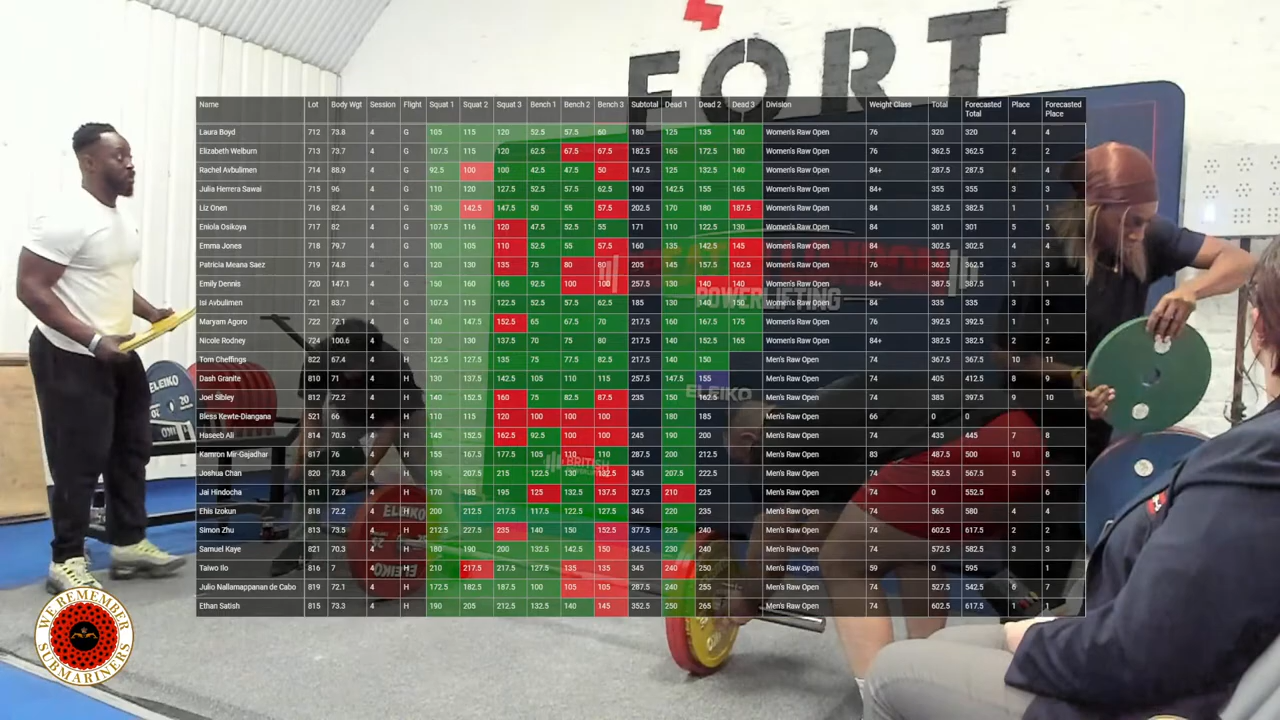 FORT
Name Lot Body Wgt Session Flight Squat 1 Squat 2 Squat 3 Bench 1 Bench 2 Bench 3 Subtotal Dead 1 Dead 2 Dead 3 Division Weight Class Total Forecasted Total Place Forecasted Place
Laura Boyd 712 73.8 4 G 105 115 120 52.5 57.5 60 180 125 135 140 Women's Raw Open 76 320 320 4 4
Elizabeth Welburn 713 73.7 4 G 107.5 115 120 62.5 67.5 67.5 182.5 165 172.5 180 Women's Raw Open 76 362.5 362.5 2 2
Rachel Avbulimen 714 88.9 4 G 92.5 100 100 42.5 47.5 50 147.5 125 132.5 140 Women's Raw Open 84+ 287.5 287.5 4 4
Julia Herrera Sawai 715 96 4 G 110 120 127.5 52.5 57.5 62.5 190 142.5 155 165 Women's Raw Open 84+ 355 355 3 3
Liz Onen 716 82.4 4 G 130 142.5 147.5 50 55 57.5 202.5 170 180 187.5 Women's Raw Open 84 382.5 382.5 1 1
Eniola Osikoya 717 82 4 G 107.5 116 120 47.5 52.5 55 171 110 122.5 130 Women's Raw Open 84 301 301 5 5
Emma Jones 718 79.7 4 G 100 105 110 52.5 55 57.5 160 135 142.5 145 Women's Raw Open 84 302.5 302.5 4 4
Patricia Meana Saez 719 74.8 4 G 120 130 135 75 80 80 205 145 157.5 162.5 Women's Raw Open 76 362.5 362.5 3
Emily Dennis 720 147.1 4 G 150 160 165 92.5 100 100 257.5 130 140 140 Women's Raw Open 84+ 387.5 387.5 1 1
Isi Avbulimen 721 83.7 4 G 107.5 115 122.5 52.5 57.5 62.5 185 130 140 150 Women's Raw Open 84 335 335 3 3
Maryam Agoro 722 72.1 4 G 140 147.5 152.5 65 67.5 70 217.5 160 167.5 175 Women's Raw Open 76 392.5 392.5 1 1
Nicole Rodney 724 100.6 4 G 120 130 137.5 70 75 80 217.5 140 152.5 165 Women's Raw Open 84+ 382.5 382.5 2 2
Tom Cheffings 822 67.4 4 H 122.5 127.5 135 75 77.5 82.5 217.5 140 150 Men's Raw Open 74 367.5 367.5 10 11
Dash Granite 810 71 4 H 130 137.5 142.5 105 110 115 257.5 147.5 155 Men's Raw Open 74 405 412.5 8 9
Joel Sibley 812 72.2 4 H 140 152.5 160 75 82.5 87.5 235 150 162.5 Men's Raw Open 74 385 397.5 9 10
Bless Kewte-Diangana 521 66 4 H 110 115 120 100 100 100 180 185 Men's Raw Open 66 0 0
Haseeb Ali 814 70.5 4 H 145 152.5 162.5 92.5 100 100 245 190 200 Men's Raw Open 74 435 445 7 8
Kamron Mir-Gajadhar 817 76 4 H 155 167.5 177.5 105 110 110 287.5 200 212.5 Men's Raw Open 83 487.5 500 10 8
Joshua Chan 820 73.8 4 H 195 207.5 215 122.5 130 132.5 345 207.5 222.5 Men's Raw Open 74 552.5 567.5 5 5
Jai Hindocha 811 72.8 4 H 170 185 195 125 132.5 137.5 327.5 210 225 Men's Raw Open 74 0 552.5 6
Ehis Izokun 818 72.2 4 H 200 212.5 217.5 117.5 122.5 127.5 345 220 235 Men's Raw Open 74 565 580 4 4
Simon Zhu 813 73.5 4 H 212.5 227.5 235 140 150 152.5 377.5 225 240 Men's Raw Open 74 602.5 617.5 2 2
Samuel Kaye 821 70.3 4 H 180 190 200 132.5 142.5 150 342.5 230 240 Men's Raw Open 74 572.5 582.5 3 3
Taiwo Ilo 816 7 4 H 210 217.5 217.5 127.5 135 135 345 240 250 Men's Raw Open 59 0 595 1
Julio Nallamappanan de Cabo 819 72.1 4 H 172.5 182.5 187.5 100 105 105 287.5 240 255 Men's Raw Open 74 527.5 542.5 6 7
Ethan Satish 815 73.3 4 H 190 205 212.5 132.5 140 145 352.5 250 265 Men's Raw Open 74 602.5 617.5 1 1
POWERLIFTING
ELEIKO
ELEIKO
20
BRITISH
ELEIKO
ELEIKO
WE REMEMBER SUBMARINERS